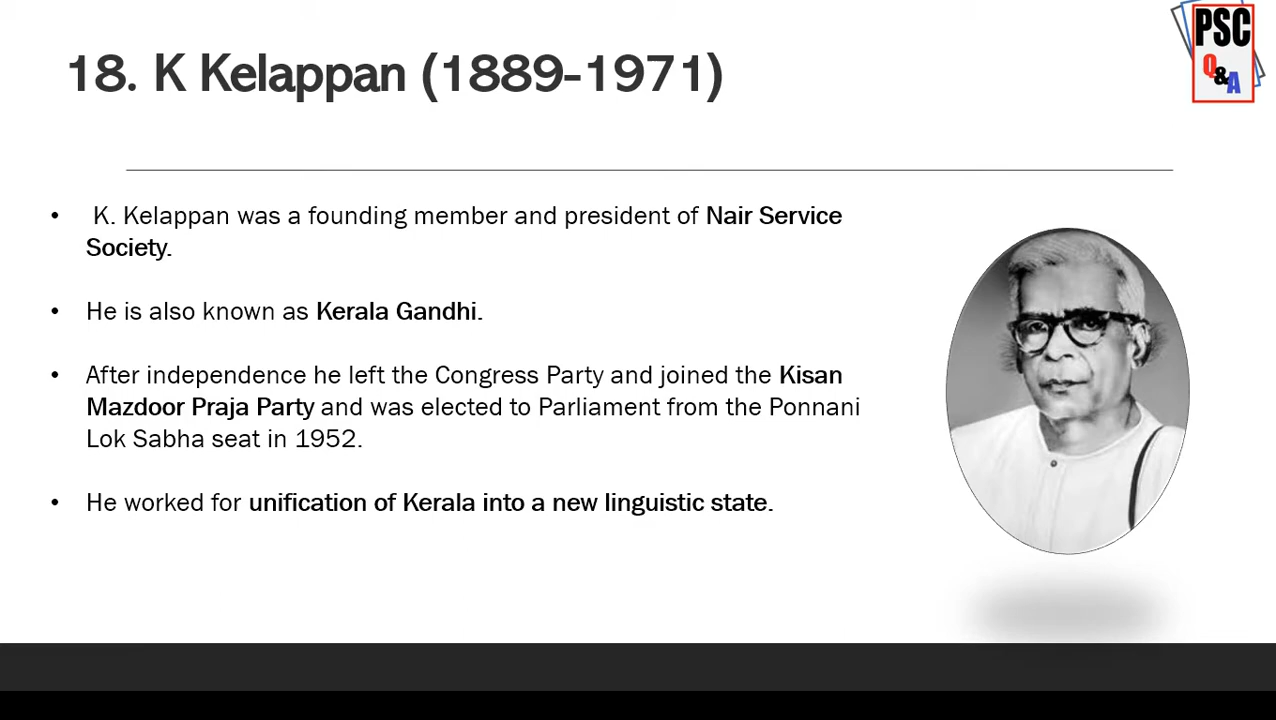 PSC
Q&A
18. K Kelappan (1889-1971)
• K. Kelappan was a founding member and president of Nair Service
Society.
• He is also known as Kerala Gandhi.
• After independence he left the Congress Party and joined the Kisan
Mazdoor Praja Party and was elected to Parliament from the Ponnani
Lok Sabha seat in 1952.
• He worked for unification of Kerala into a new linguistic state.